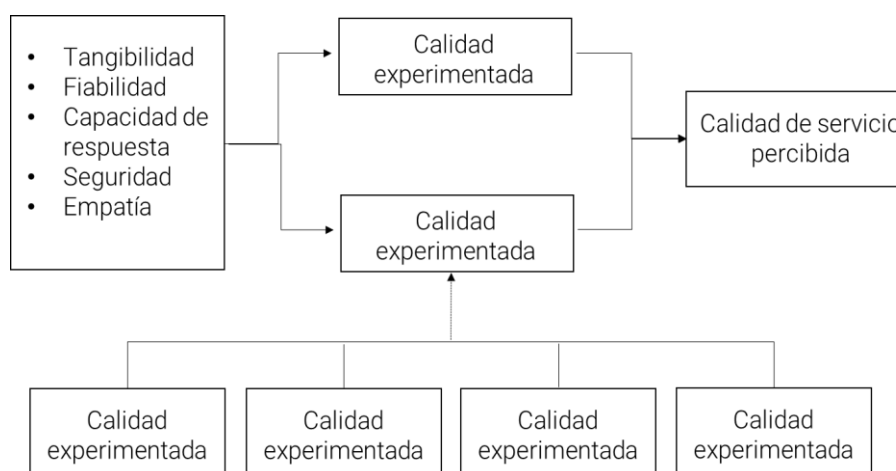 • Tangibilidad
• Fiabilidad
• Capacidad de
respuesta
• Seguridad
• Empatía
Calidad
experimentada
Calidad
experimentada
Calidad de servicio
percibida
Calidad
experimentada
Calidad
experimentada
Calidad
experimentada
Calidad
experimentada